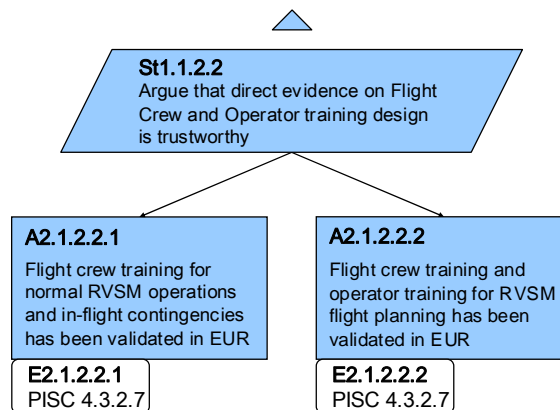 St1.1.2.2
Argue that direct evidence on Flight
Crew and Operator training design
is trustworthy
A2.1.2.2.1
Flight crew training for
normal RVSM operations
and in-flight contingencies
has been validated in EUR
E2.1.2.2.1
PISC 4.3.2.7
A2.1.2.2.2
Flight crew training and
operator training for RVSM
flight planning has been
validated in EUR
E2.1.2.2.2
PISC 4.3.2.7